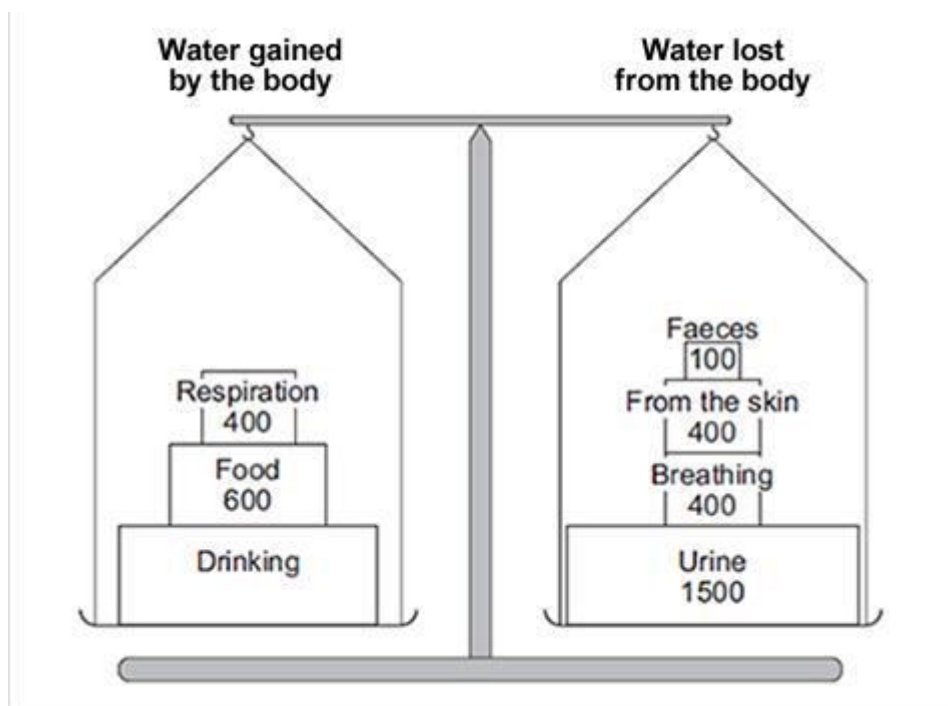 Water gained
by the body
Water lost
from the body
Respiration
400
Food
600
Drinking
Faeces
100
From the skin
400
Breathing
400
Urine
1500